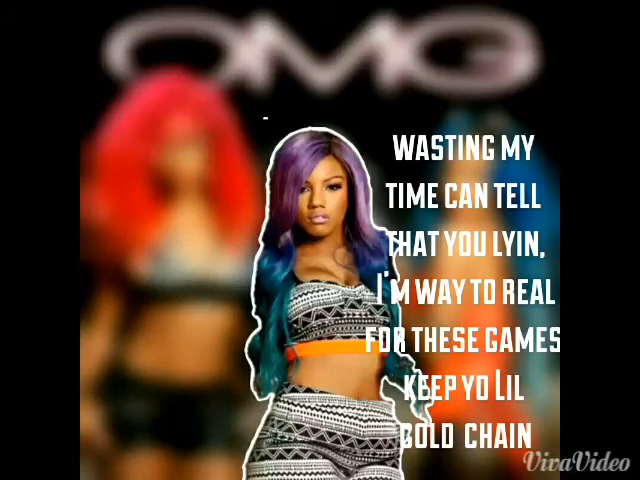 OMG
WASTING MY
TIME CAN TELL
THAT YOU LYIN,
I'M WAY TO REAL
FOR THESE GAMES
KEEP YO LIL
GOLD CHAIN
VivaVideo